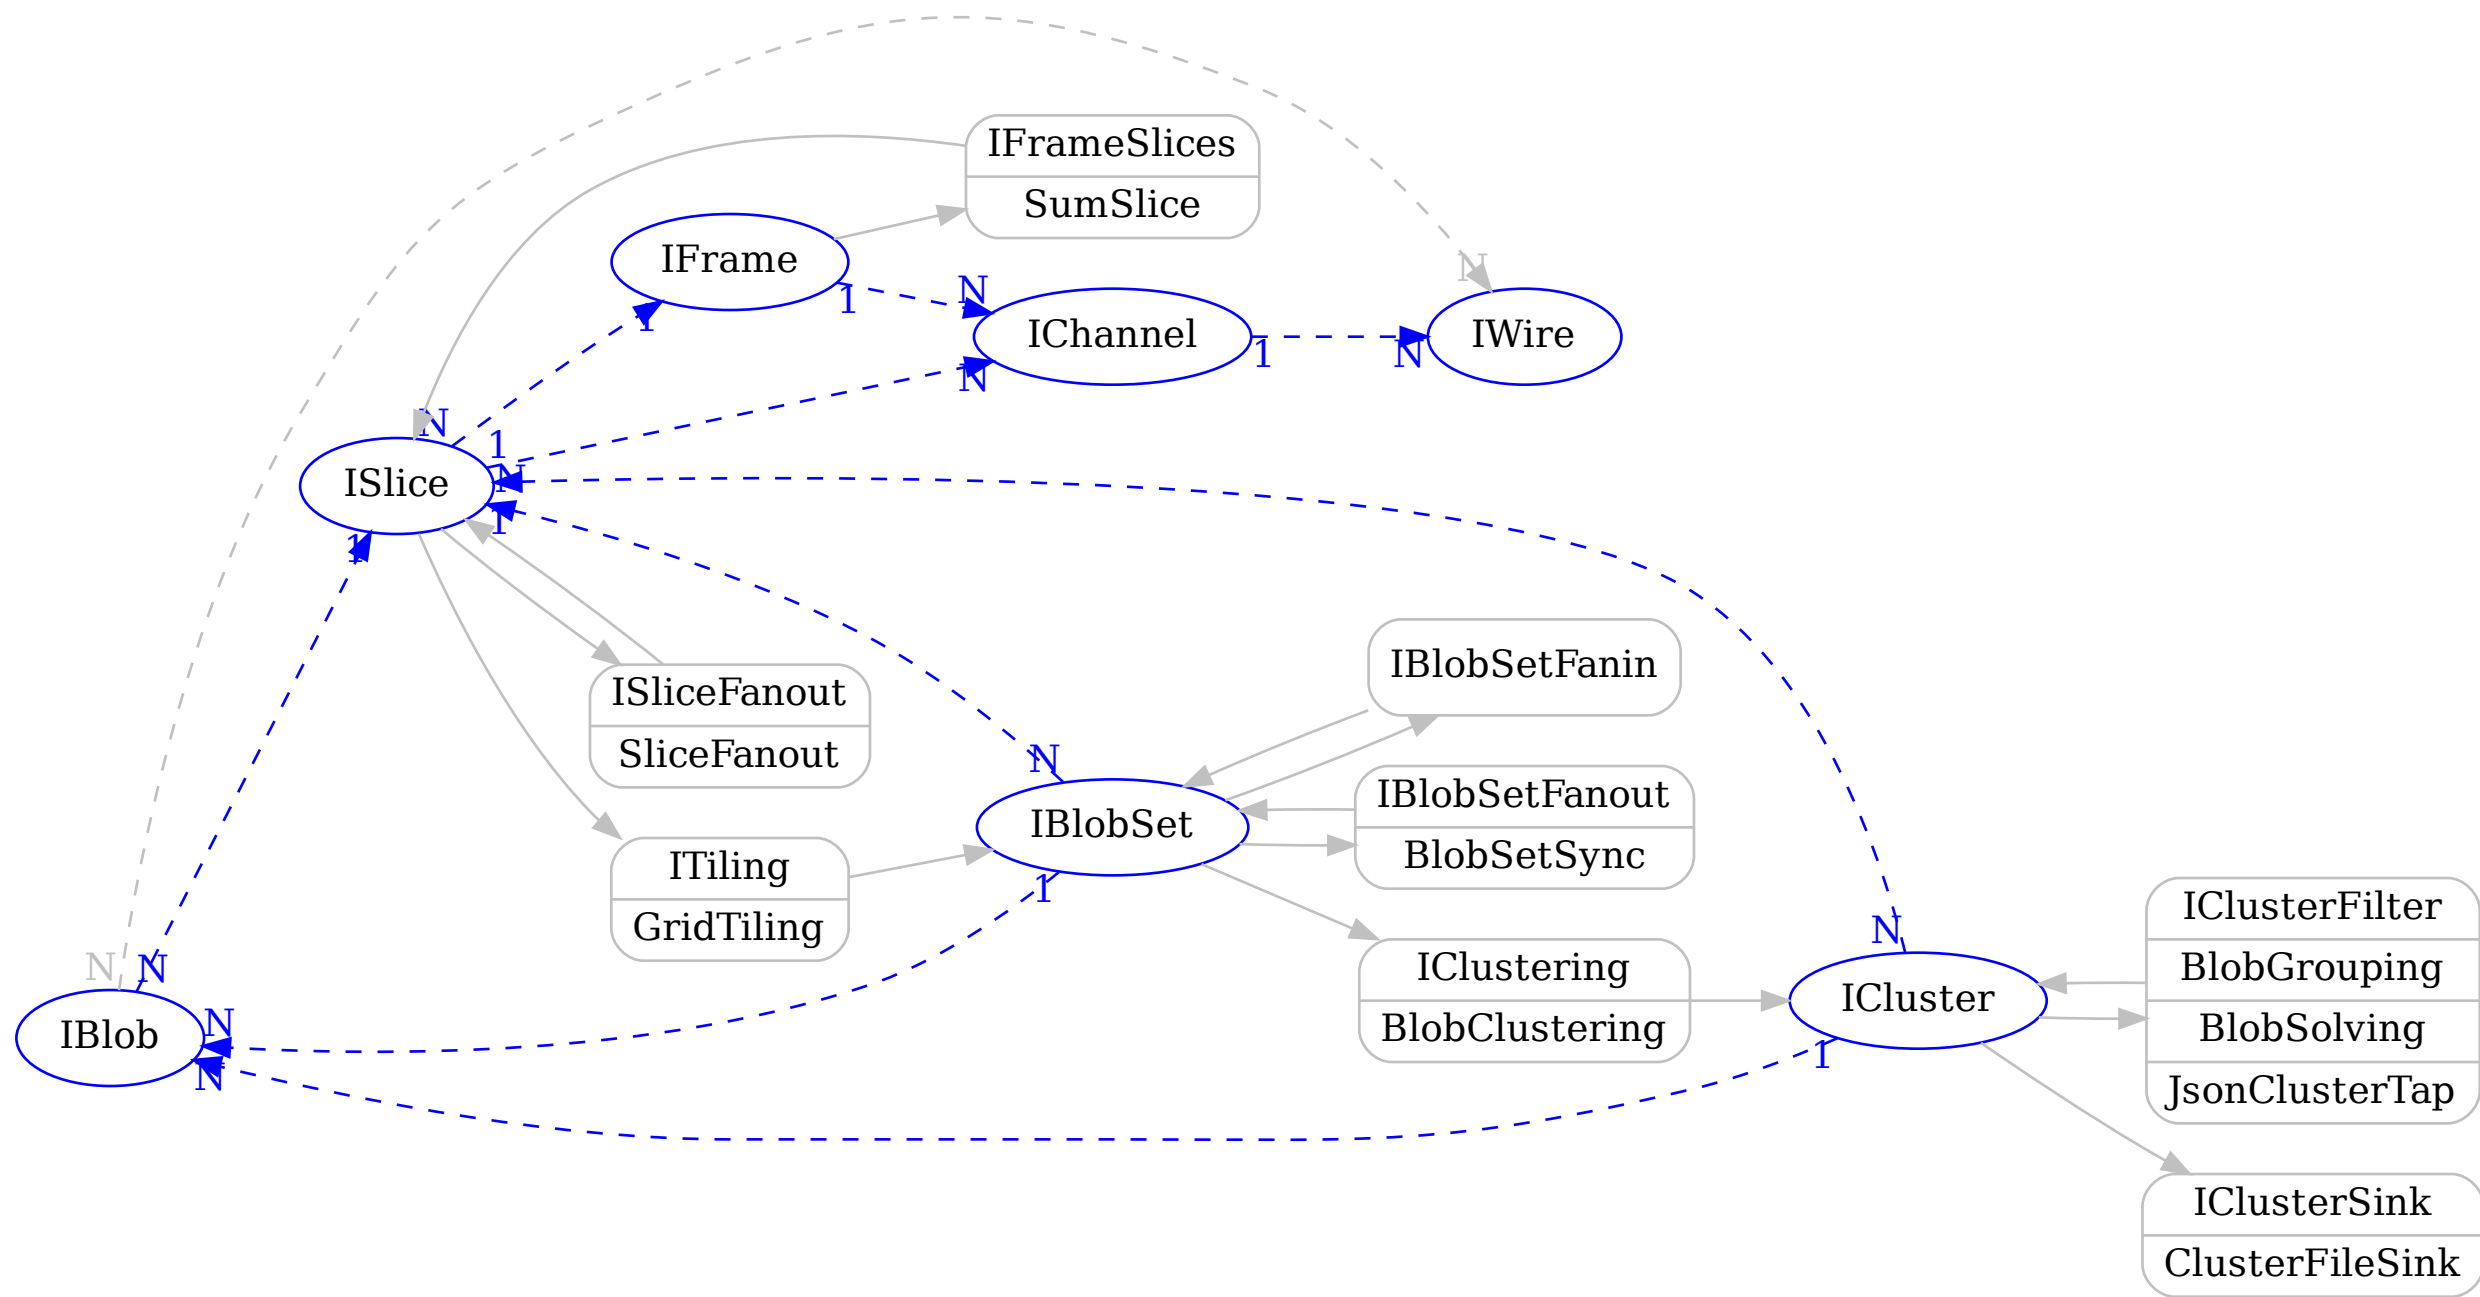 IFrameSlices
SumSlice
IFrame
N
1
N
1
IChannel
1
N
IWire
N
1
N
N
ISlice
N
1
1
ISliceFanout
SliceFanout
IBlobSetFanin
N
IBlobSet
1
IBlobSetFanout
BlobSetSync
ITiling
GridTiling
IClustering
BlobClustering
N
ICluster
1
IClusterFilter
BlobGrouping
BlobSolving
JsonClusterTap
N
N
IBlob
N
N
IClusterSink
ClusterFileSink